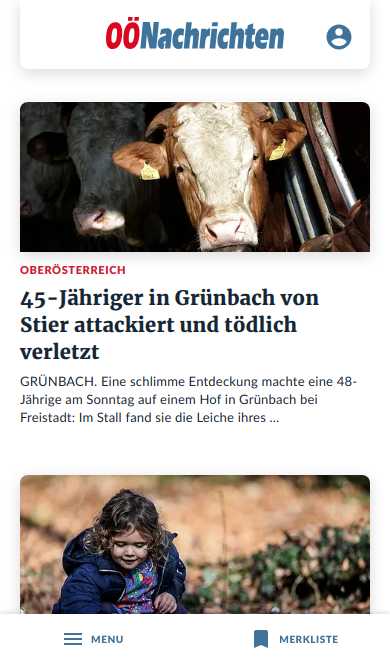 OÖNachrichten
OBERÖSTERREICH
45-Jähriger in Grünbach von
Stier attackiert und tödlich
verletzt
GRÜNBACH. Eine schlimme Entdeckung machte eine 48-
Jährige am Sonntag auf einem Hof in Grünbach bei
Freistadt: Im Stall fand sie die Leiche ihres ...
MENU
MERKLISTE